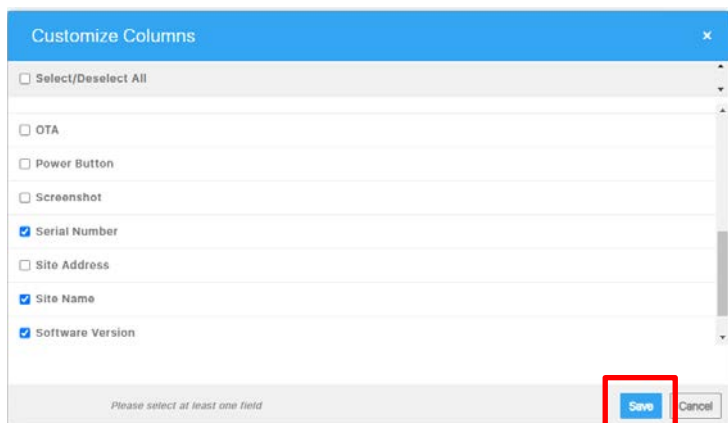 Customize Columns ×
Select/Deselect All
OTA
Power Button
Screenshot
Serial Number
Site Address
Site Name
Software Version
Please select at least one field
Save Cancel